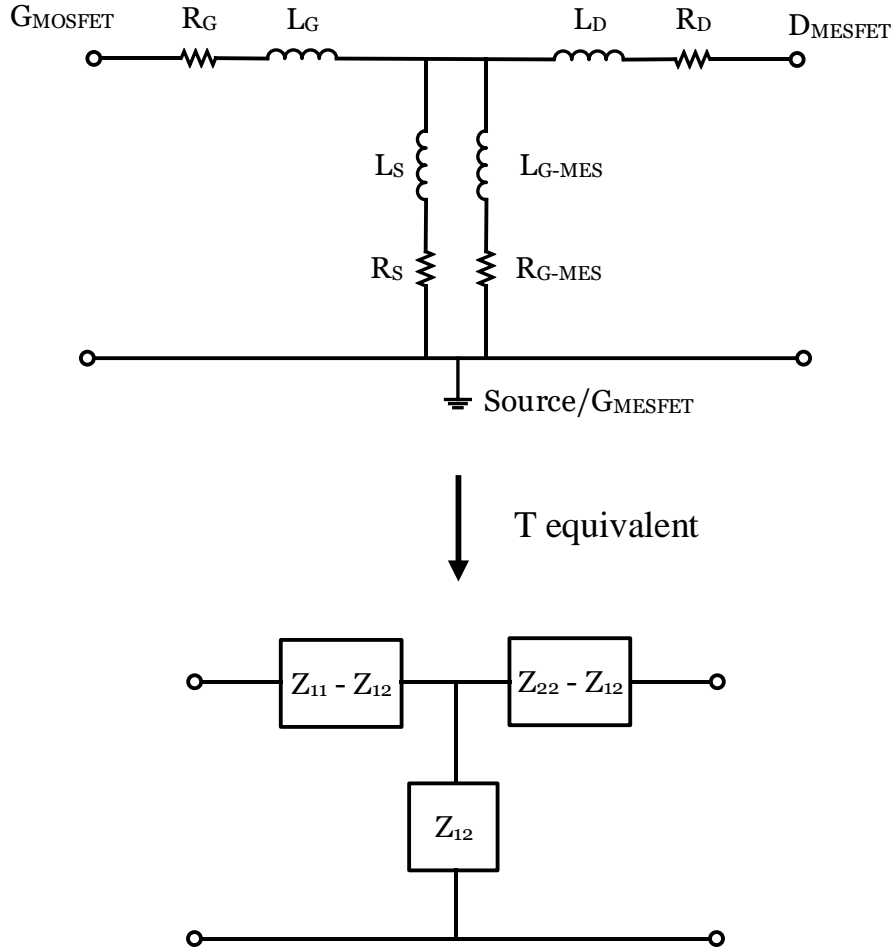 GMOSFET RG LG LD RD DMESFET
LS LG-MES
RS RG-MES
Source/GMESFET
T equivalent
Z11 - Z12 Z22 - Z12
Z12